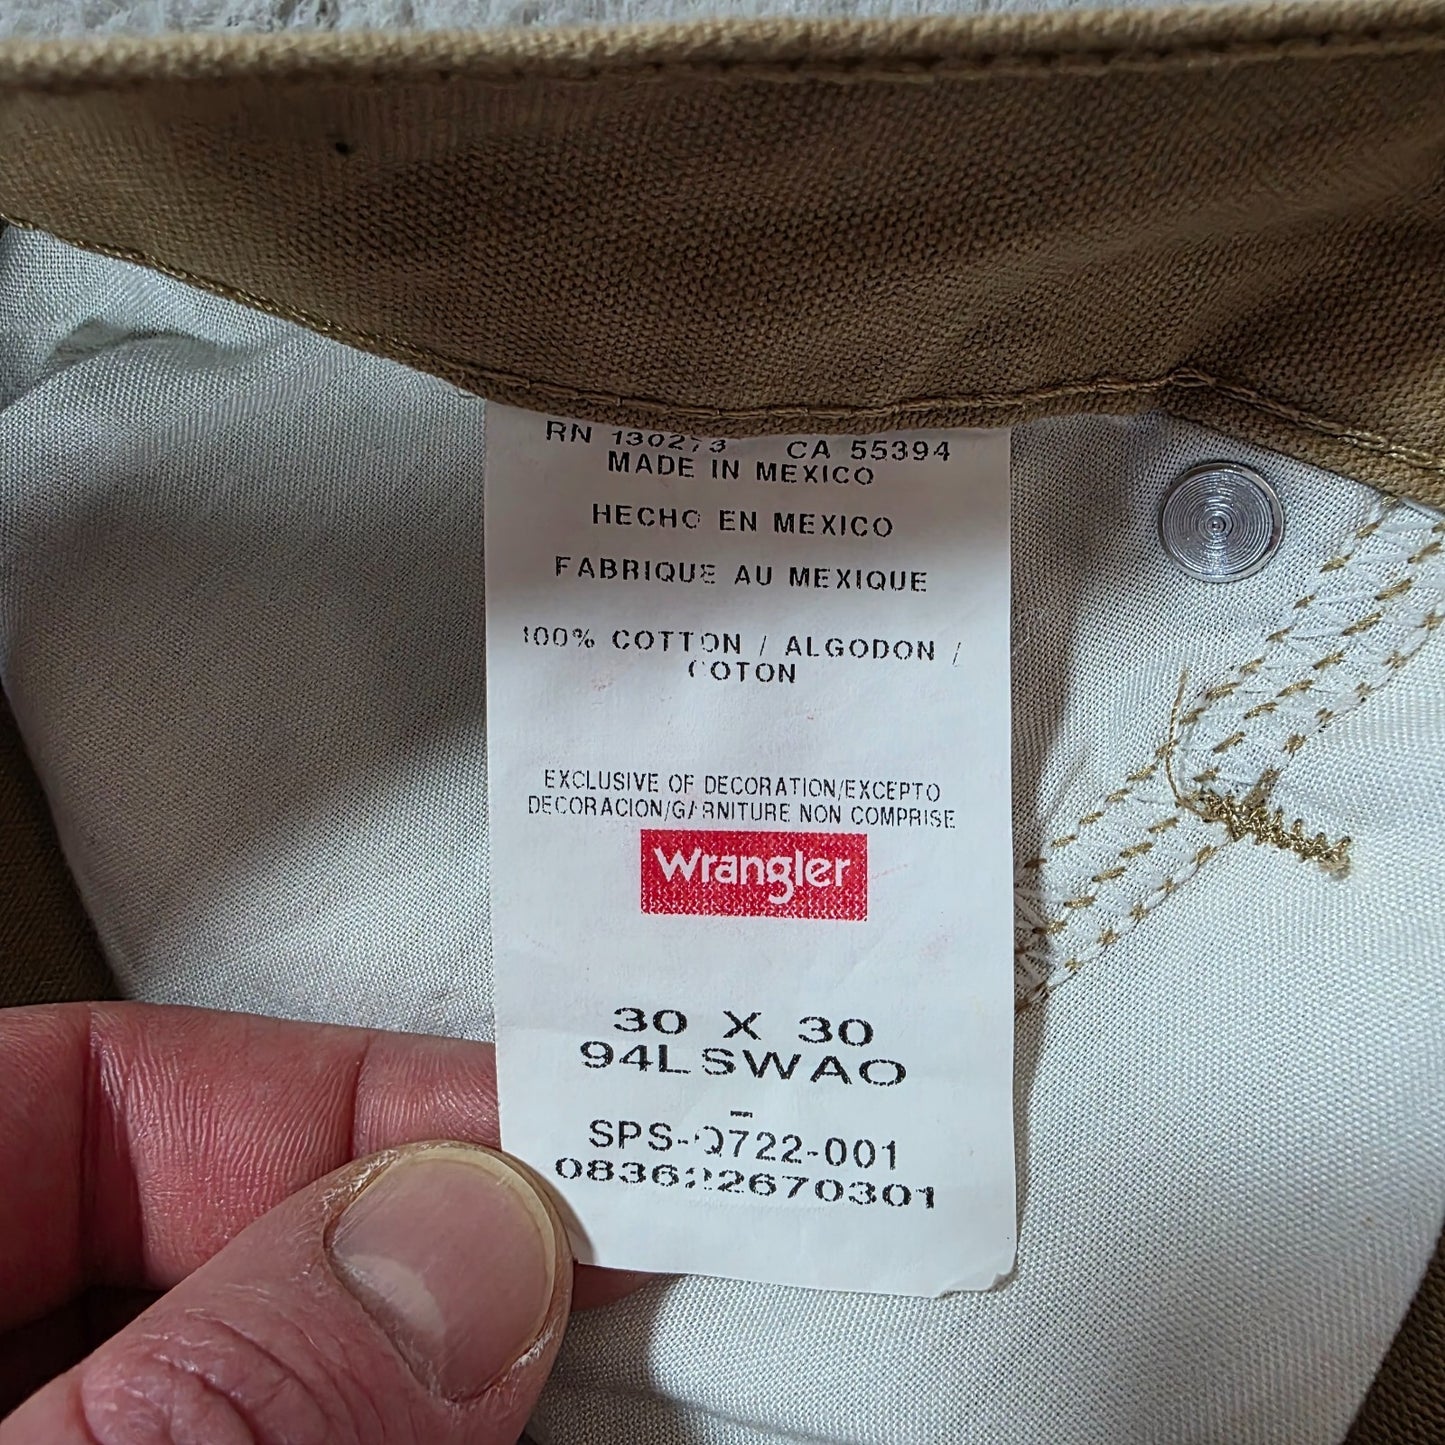 RN 130273 CA 55394
MADE IN MEXICO
HECHO EN MEXICO
FABRIQUE AU MEXIQUE
100% COTTON / ALGODON /
COTON
EXCLUSIVE OF DECORATION/EXCEPTO
DECORACION/GARNITURE NON COMPRISE
Wrangler
30 X 30
94LSWAO
-
SPS-Q722-001